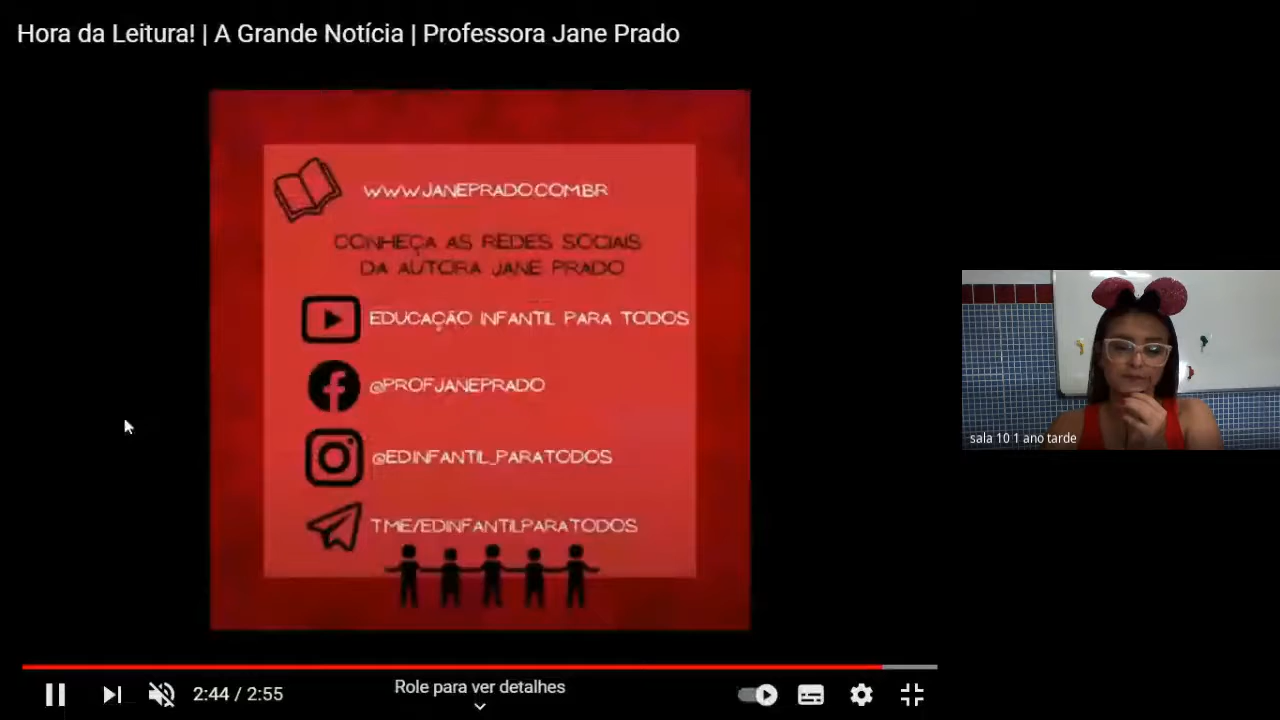 Hora da Leitura! | A Grande Notícia | Professora Jane Prado
WWW.JANEPRADO.COM.BR
CONHEÇA AS REDES SOCIAIS
DA AUTORA JANE PRADO
EDUCAÇÃO INFANTIL PARA TODOS
@PROFJANEPRADO
@EDINFANTIL_PARATODOS
T.ME/EDINFANTILPARATODOS
sala 10 1 ano tarde
2:44 / 2:55
Role para ver detalhes